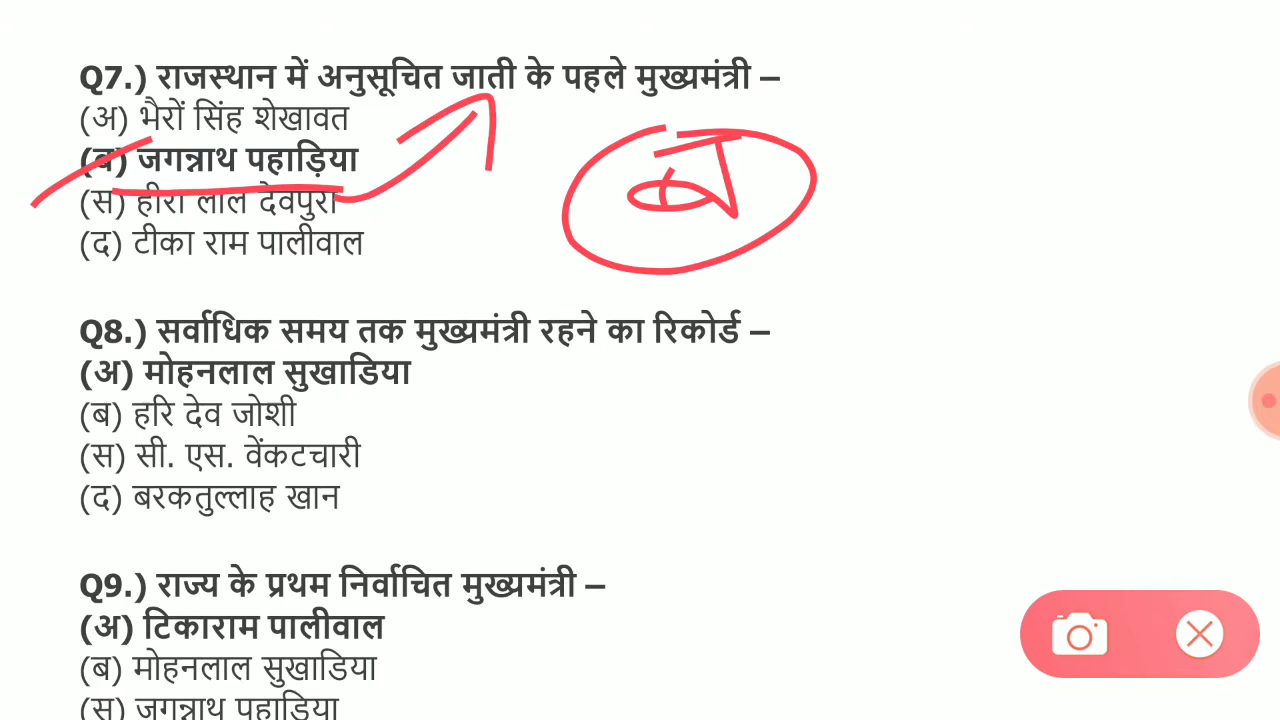 Q7.) राजस्थान में अनुसूचित जाती के पहले मुख्यमंत्री –
(अ) भैरों सिंह शेखावत
(ब) जगन्नाथ पहाड़िया
ब
(स) हीरा लाल देवपुरा
(द) टीका राम पालीवाल
Q8.) सर्वाधिक समय तक मुख्यमंत्री रहने का रिकोर्ड –
(अ) मोहनलाल सुखाडिया
(ब) हरि देव जोशी
(स) सी. एस. वेंकटचारी
(द) बरकतुल्लाह खान
Q9.) राज्य के प्रथम निर्वाचित मुख्यमंत्री –
(अ) टिकाराम पालीवाल
(ब) मोहनलाल सुखाडिया
(स) जगन्नाथ पहाड़िया